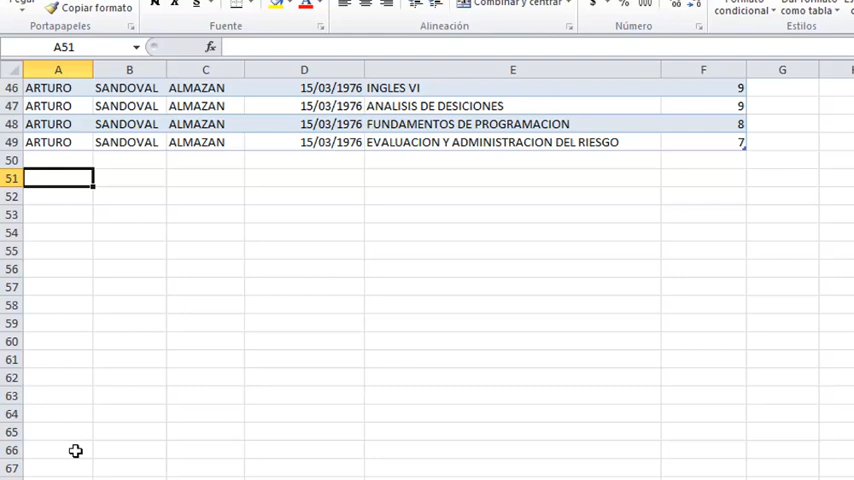 Copiar formato
N K S
Combinar y centrar
$ % 000
condicional como tabla
Portapapeles Fuente Alineación Número Estilos
A51 fx
A B C D E F G H
46 ARTURO SANDOVAL ALMAZAN 15/03/1976 INGLES VI 9
47 ARTURO SANDOVAL ALMAZAN 15/03/1976 ANALISIS DE DESICIONES 9
48 ARTURO SANDOVAL ALMAZAN 15/03/1976 FUNDAMENTOS DE PROGRAMACION 8
49 ARTURO SANDOVAL ALMAZAN 15/03/1976 EVALUACION Y ADMINISTRACION DEL RIESGO 7
50
51
52
53
54
55
56
57
58
59
60
61
62
63
64
65
66
67